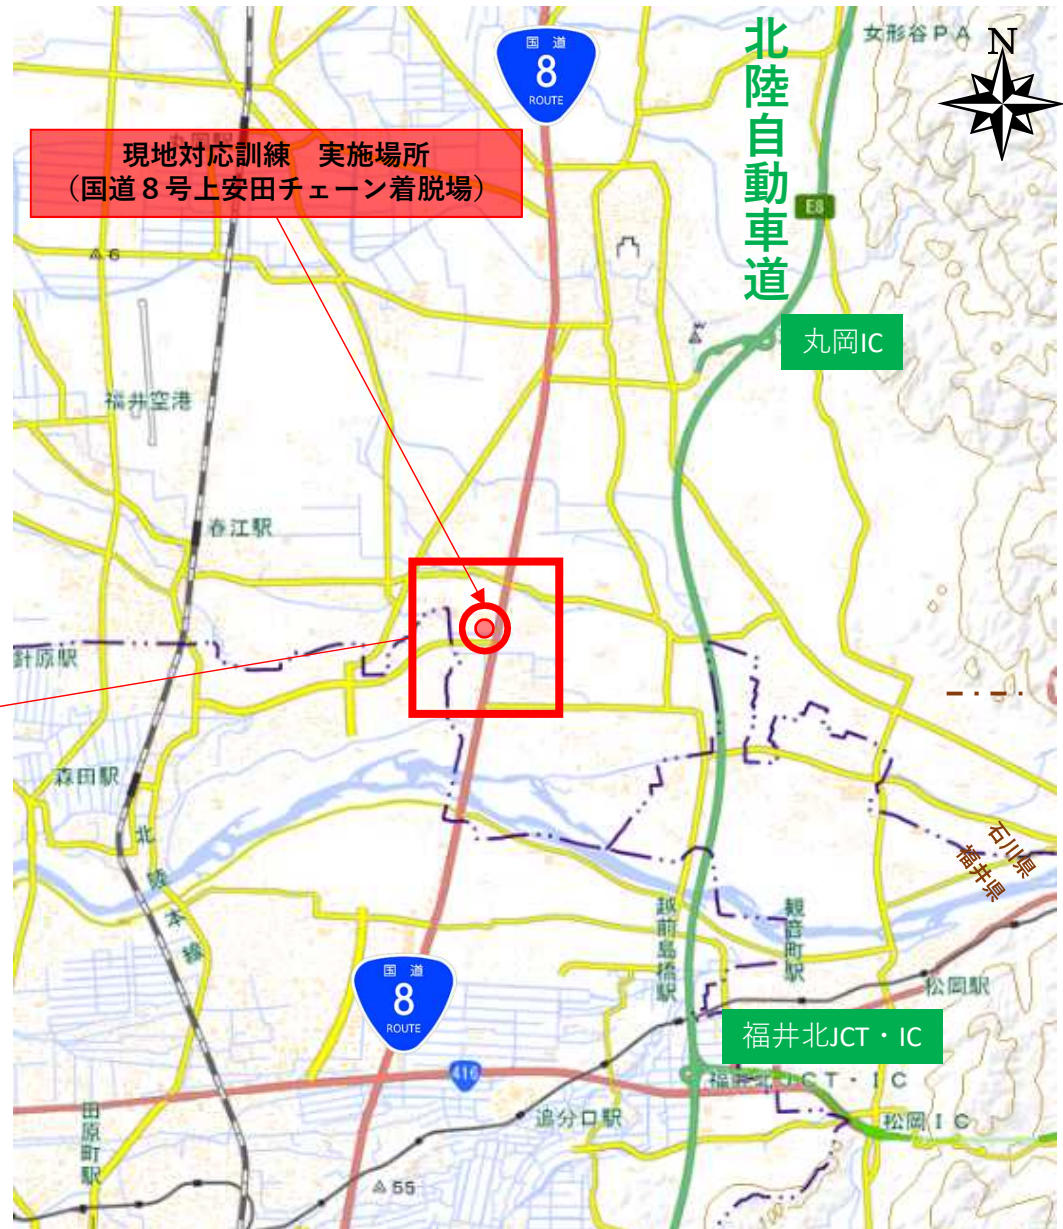 国 道
8
ROUTE
北陸自動車道
女形谷ＰＡ
N
現地対応訓練　実施場所
（国道８号上安田チェーン着脱場）
E8
6
丸岡IC
福井空港
春江駅
針原駅
森田駅
北陸本線
石川県
福井県
越前島橋駅
観音町駅
松岡駅
国 道
8
ROUTE
福井北JCT・IC
416
福井北ＪＣＴ・ＩＣ
追分口駅
松岡ＩＣ
田原町駅
55
100